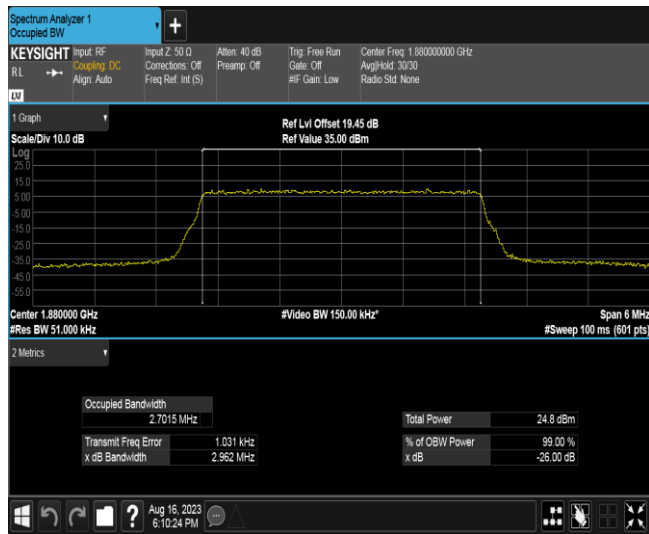 Spectrum Analyzer 1
Occupied BW
+
KEYSIGHT
RL
LXI
Input: RF
Coupling: DC
Align: Auto
Input Z: 50 Ω
Corrections: Off
Freq Ref: Int (S)
Atten: 40 dB
Preamp: Off
Trig: Free Run
Gate: Off
#IF Gain: Low
Center Freq: 1.880000000 GHz
Avg|Hold: 30/30
Radio Std: None
1 Graph
Scale/Div 10.0 dB
Ref Lvl Offset 19.45 dB
Ref Value 35.00 dBm
Log
25.0
15.0
5.00
-5.00
-15.0
-25.0
-35.0
-45.0
-55.0
Center 1.880000 GHz
#Video BW 150.00 kHz*
Span 6 MHz
#Res BW 51.000 kHz
#Sweep 100 ms (601 pts)
2 Metrics
Occupied Bandwidth
2.7015 MHz
Total Power 24.8 dBm
Transmit Freq Error 1.031 kHz
% of OBW Power 99.00 %
x dB Bandwidth 2.962 MHz
x dB -26.00 dB
?
Aug 16, 2023
6:10:24 PM